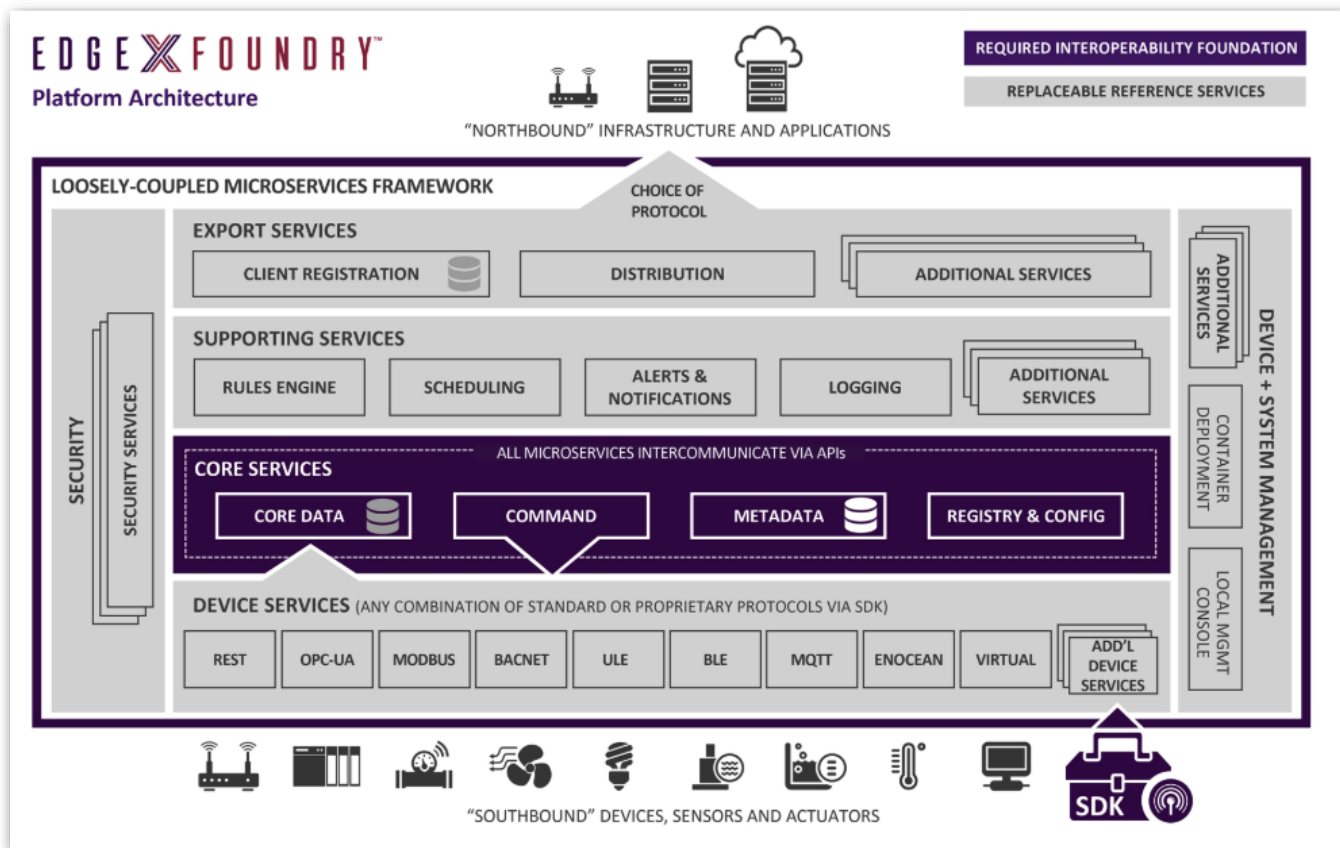 EDGE X FOUNDRY™
Platform Architecture
REQUIRED INTEROPERABILITY FOUNDATION
REPLACEABLE REFERENCE SERVICES
“NORTHBOUND” INFRASTRUCTURE AND APPLICATIONS
LOOSELY-COUPLED MICROSERVICES FRAMEWORK
CHOICE OF
PROTOCOL
SECURITY
SECURITY SERVICES
EXPORT SERVICES
CLIENT REGISTRATION
DISTRIBUTION
ADDITIONAL SERVICES
SUPPORTING SERVICES
RULES ENGINE
SCHEDULING
ALERTS &
NOTIFICATIONS
LOGGING
ADDITIONAL
SERVICES
ALL MICROSERVICES INTERCOMMUNICATE VIA APIs
CORE SERVICES
CORE DATA
COMMAND
METADATA
REGISTRY & CONFIG
DEVICE SERVICES (ANY COMBINATION OF STANDARD OR PROPRIETARY PROTOCOLS VIA SDK)
REST
OPC-UA
MODBUS
BACNET
ULE
BLE
MQTT
ENOCEAN
VIRTUAL
ADD’L
DEVICE
SERVICES
ADDITIONAL
SERVICES
CONTAINER
DEPLOYMENT
LOCAL MGMT
CONSOLE
DEVICE + SYSTEM MANAGEMENT
SDK
“SOUTHBOUND” DEVICES, SENSORS AND ACTUATORS